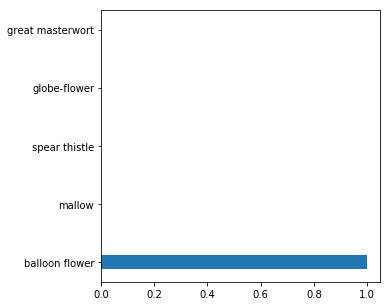 great masterwort
globe-flower
spear thistle
mallow
balloon flower
0.0 0.2 0.4 0.6 0.8 1.0